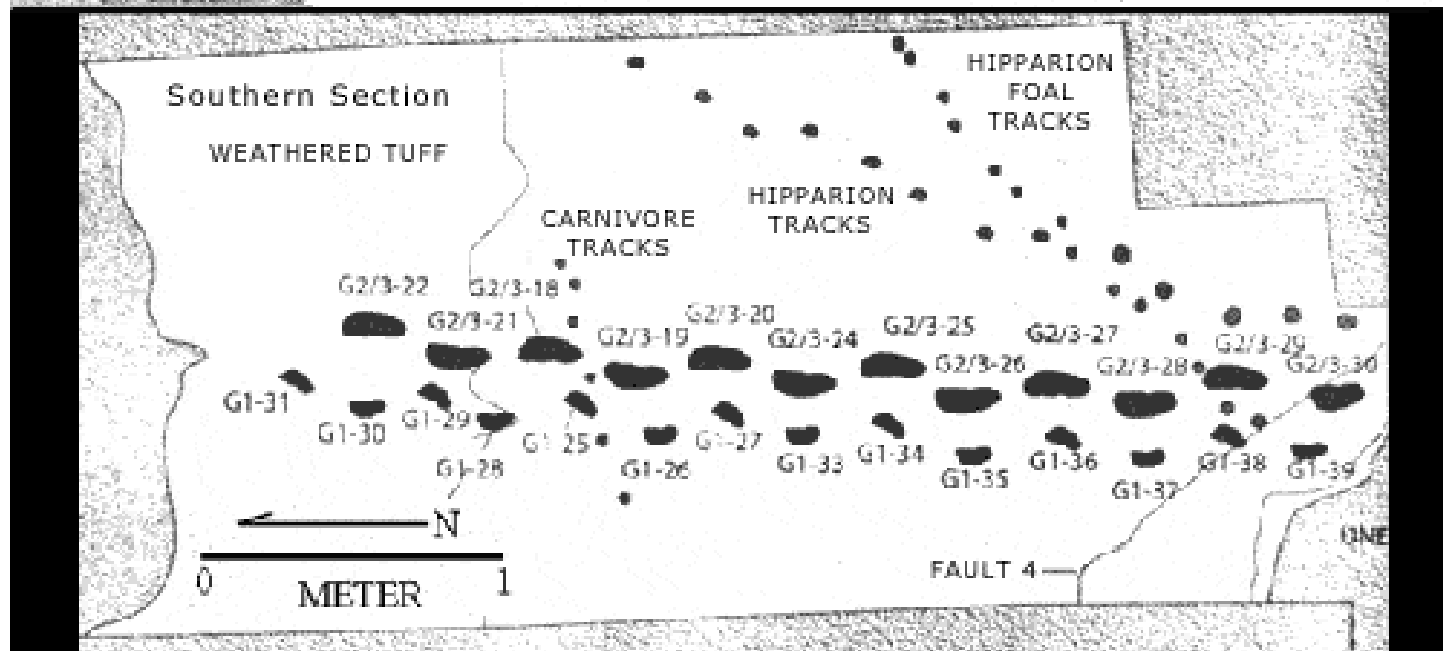 Southern Section
WEATHERED TUFF
HIPPARION
FOAL
TRACKS
HIPPARION
TRACKS
CARNIVORE
TRACKS
G2/3-22
G2/3-21
G2/3-18
G2/3-19
G2/3-20
G2/3-24
G2/3-25
G2/3-26
G2/3-27
G2/3-28
G2/3-29
G2/3-30
G1-31
G1-30
G1-29
G1-28
G1-25
G1-26
G1-27
G1-33
G1-34
G1-35
G1-36
G1-37
G1-38
G1-39
N
0 1
METER
FAULT 4
ONE